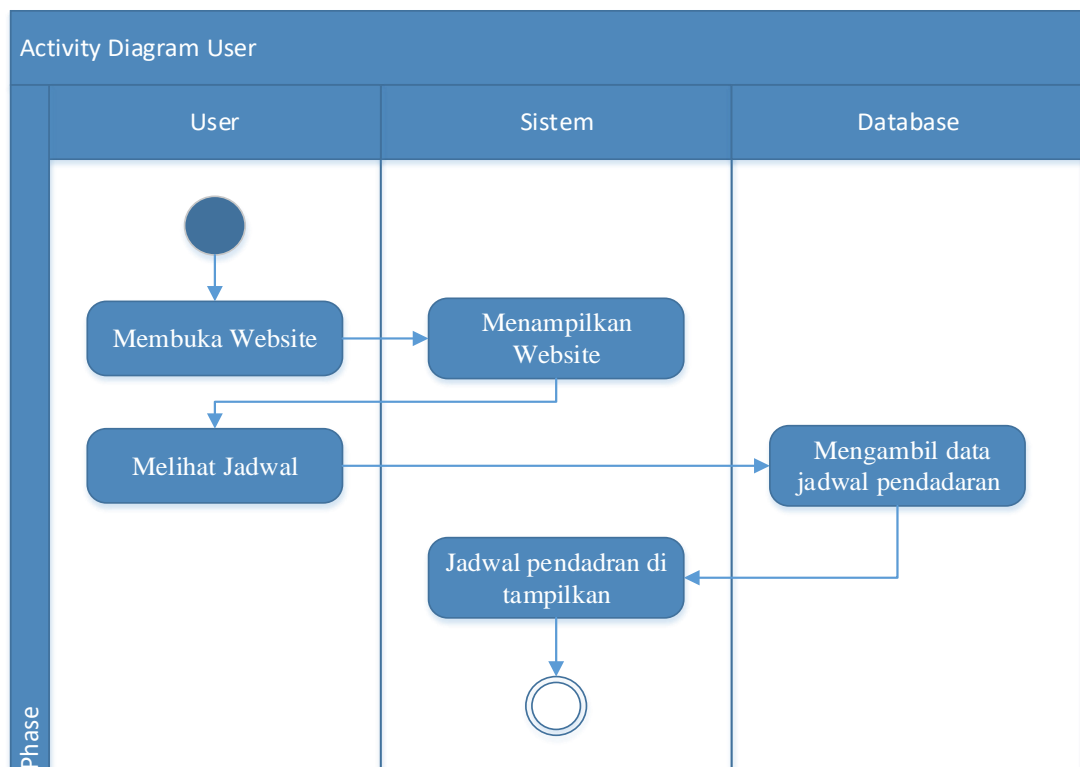 Activity Diagram User
User
Sistem
Database
Membuka Website
Menampilkan
Website
Melihat Jadwal
Mengambil data
jadwal pendadaran
Jadwal pendadran di
tampilkan
Phase